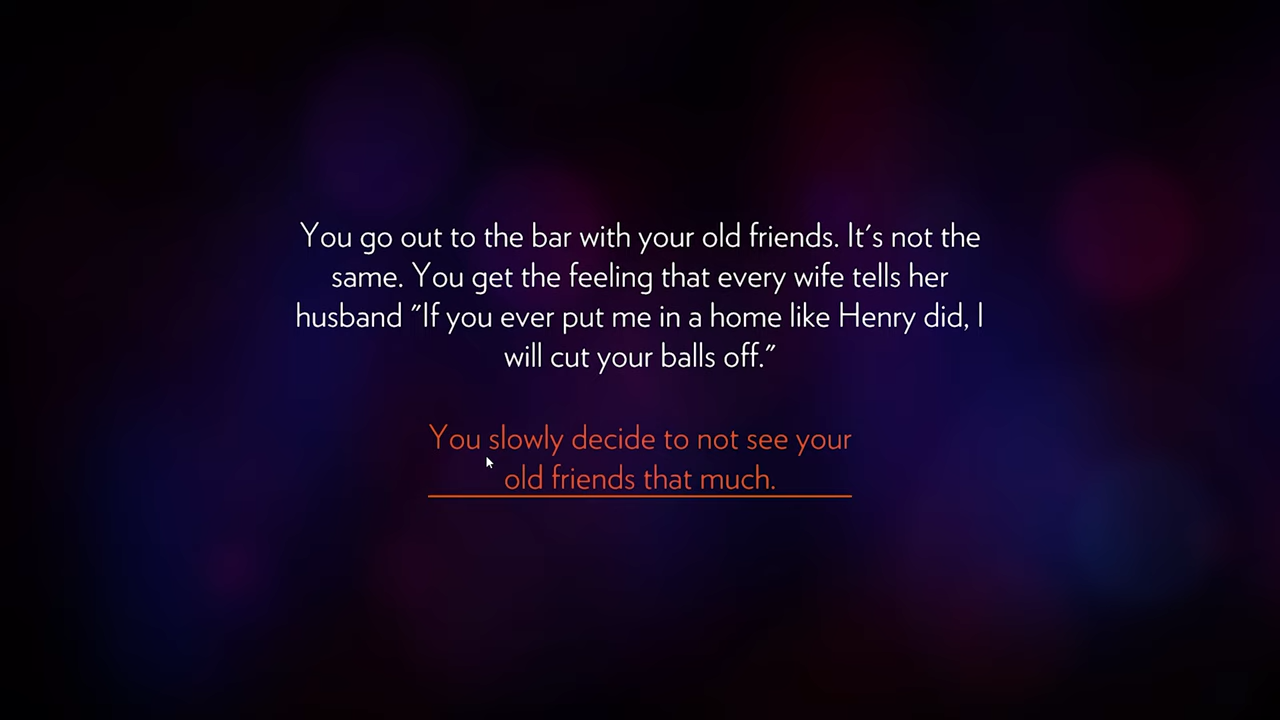 You go out to the bar with your old friends. It's not the
same. You get the feeling that every wife tells her
husband "If you ever put me in a home like Henry did, I
will cut your balls off."
You slowly decide to not see your
old friends that much.